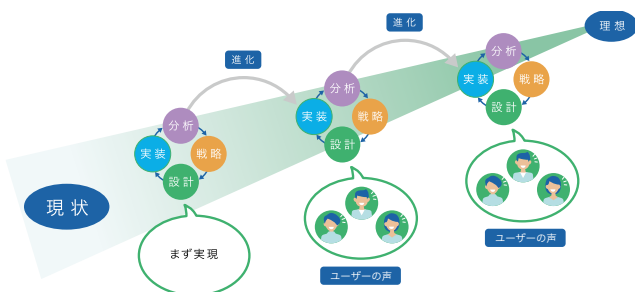 理想
進化
進化
分析
実装
戦略
設計
分析
実装
戦略
設計
分析
実装
戦略
設計
現状
まず実現
ユーザーの声
ユーザーの声